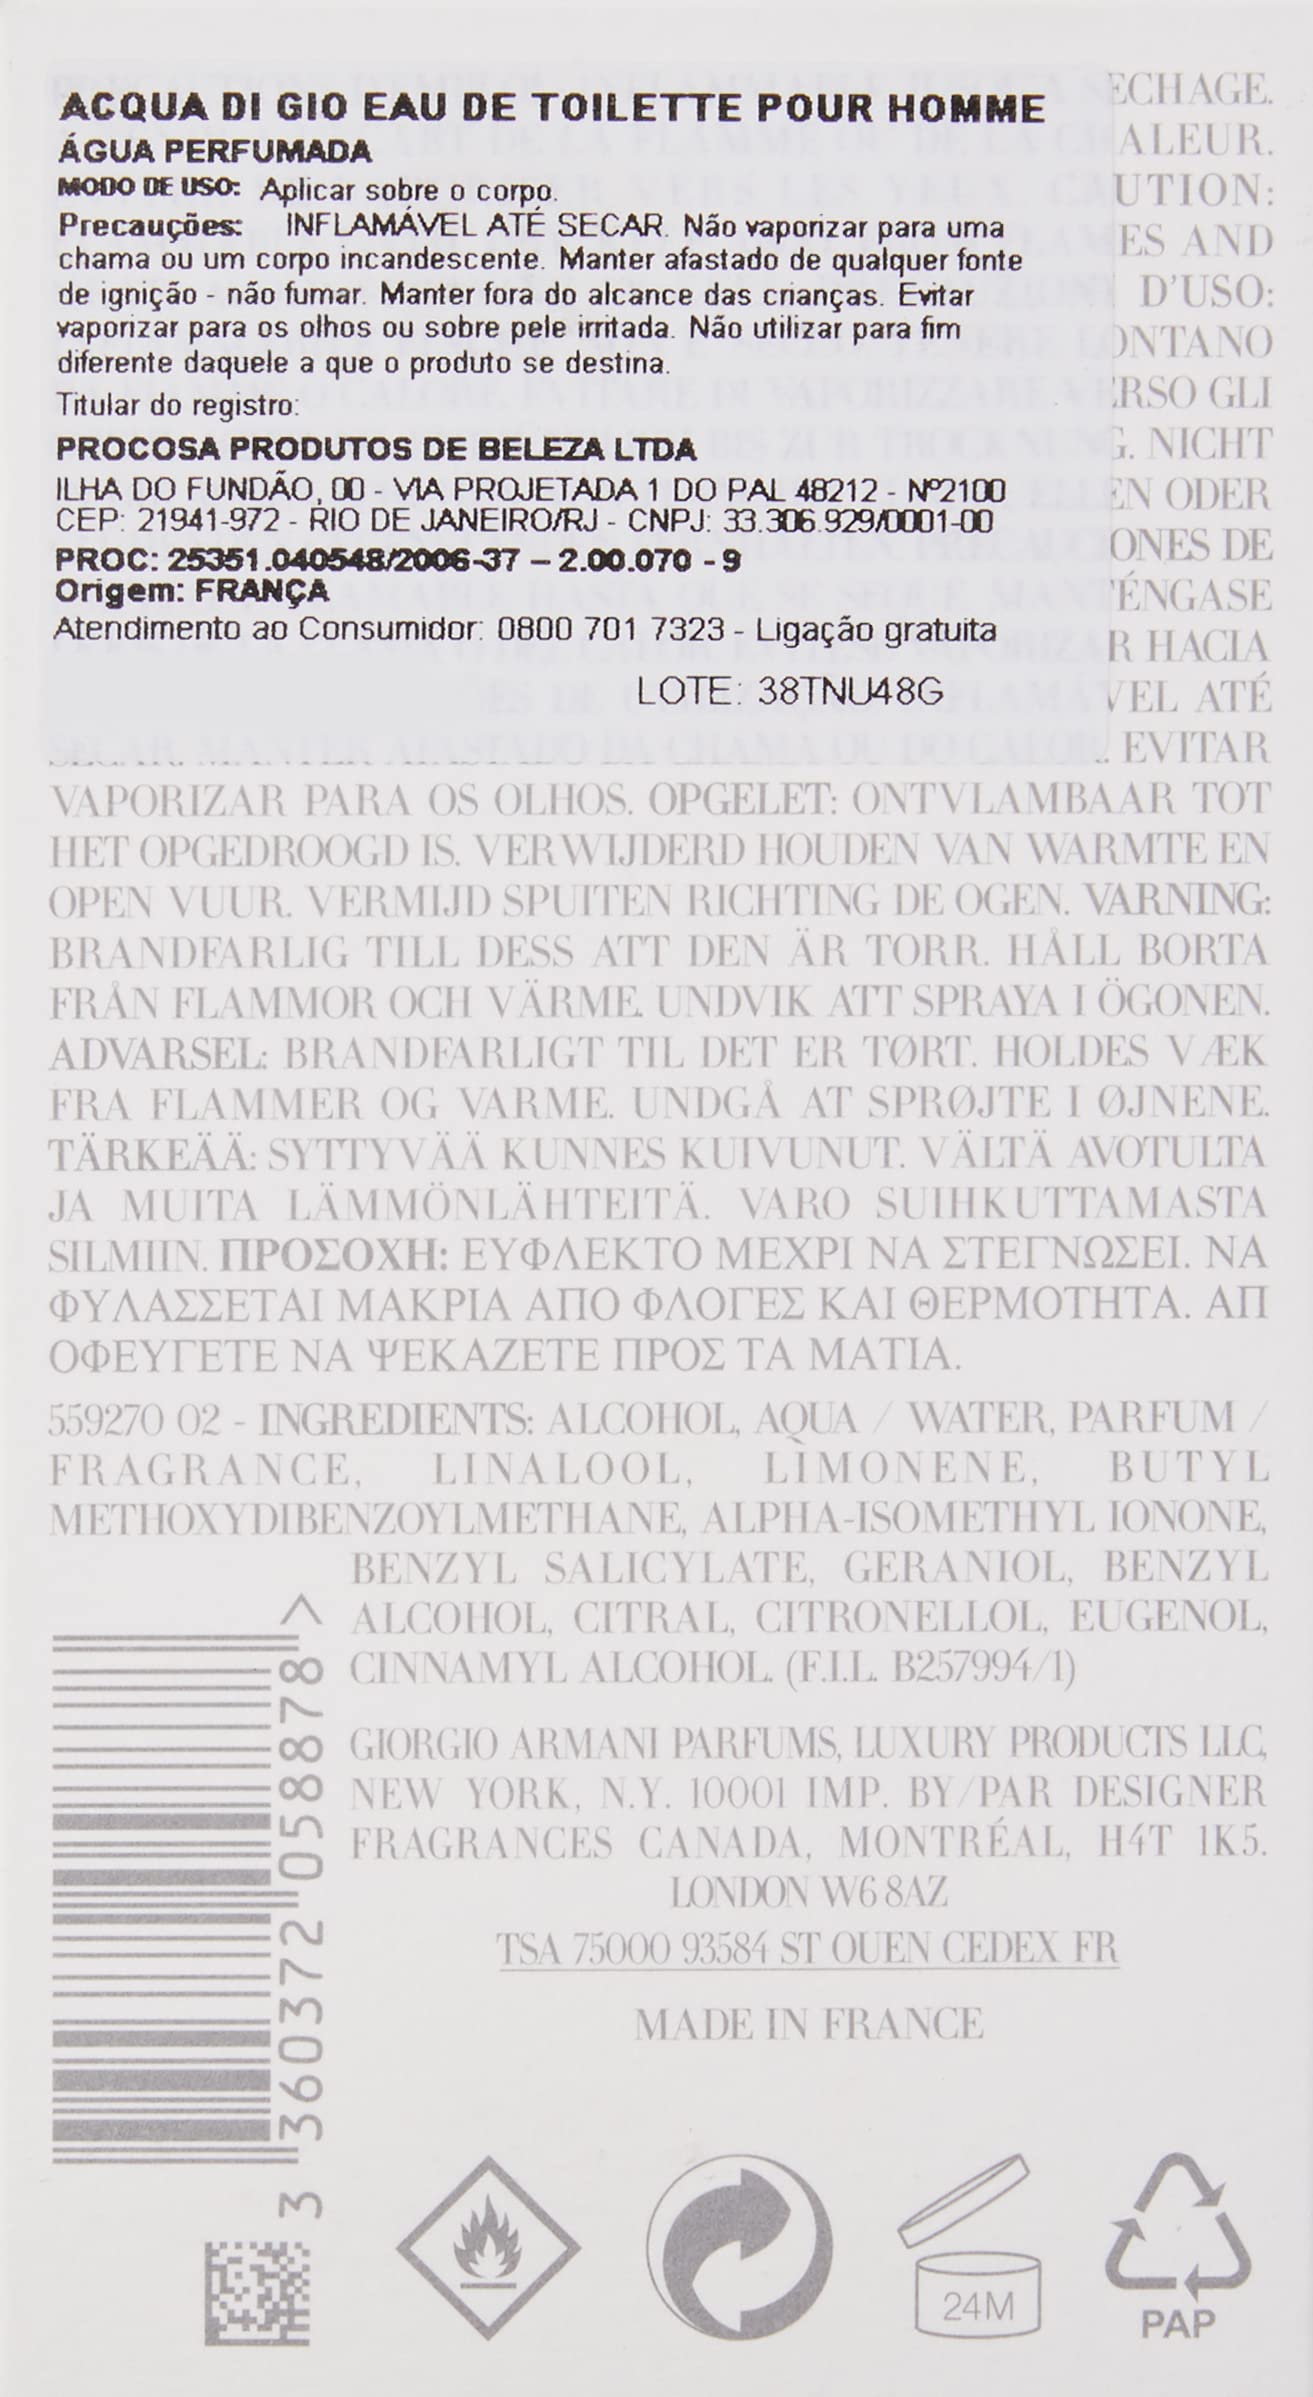 ACQUA DI GIO EAU DE TOILETTE POUR HOMME
ÁGUA PERFUMADA
MODO DE USO: Aplicar sobre o corpo.
Precauções: INFLAMÁVEL ATÉ SECAR. Não vaporizar para uma
chama ou um corpo incandescente. Manter afastado de qualquer fonte
de ignição - não fumar. Manter fora do alcance das crianças. Evitar
vaporizar para os olhos ou sobre pele irritada. Não utilizar para fim
diferente daquele a que o produto se destina.
Titular do registro:
PROCOSA PRODUTOS DE BELEZA LTDA
ILHA DO FUNDÃO, 00 - VIA PROJETADA 1 DO PAL 48212 - Nº2100
CEP: 21941-972 - RIO DE JANEIRO/RJ - CNPJ: 33.306.929/0001-00
PROC: 25351.040548/2006-37 – 2.00.070 - 9
Origem: FRANÇA
Atendimento ao Consumidor: 0800 701 7323 - Ligação gratuita
LOTE: 38TNU48G
ECHAGE.
ALEUR.
UTION:
ES AND
D'USO:
ONTANO
RSO GLI
G. NICHT
EN ODER
ONES DE
TÉNGASE
R HACIA
VEL ATÉ
SECAR. MANTER AFASTADO DA CHAMA OU DO CALOR. EVITAR
VAPORIZAR PARA OS OLHOS. OPGELET: ONTVLAMBAAR TOT
HET OPGEDROOGD IS. VERWIJDERD HOUDEN VAN WARMTE EN
OPEN VUUR. VERMIJD SPUITEN RICHTING DE OGEN. VARNING:
BRANDFARLIG TILL DESS ATT DEN ÄR TORR. HÅLL BORTA
FRÅN FLAMMOR OCH VÄRME. UNDVIK ATT SPRAYA I ÖGONEN.
ADVARSEL: BRANDFARLIGT TIL DET ER TØRT. HOLDES VÆK
FRA FLAMMER OG VARME. UNDGÅ AT SPRØJTE I ØJNENE.
TÄRKEÄÄ: SYTTYVÄÄ KUNNES KUIVUNUT. VÄLTÄ AVOTULTA
JA MUITA LÄMMÖNLÄHTEITÄ. VARO SUIHKUTTAMASTA
SILMIIN. ΠΡΟΣΟΧΗ: ΕΥΦΛΕΚΤΟ ΜΕΧΡΙ ΝΑ ΣΤΕΓΝΩΣΕΙ. ΝΑ
ΦΥΛΑΣΣΕΤΑΙ ΜΑΚΡΙΑ ΑΠΟ ΦΛΟΓΕΣ ΚΑΙ ΘΕΡΜΟΤΗΤΑ. ΑΠ
ΟΦΕΥΓΕΤΕ ΝΑ ΨΕΚΑΖΕΤΕ ΠΡΟΣ ΤΑ ΜΑΤΙΑ.
559270 02 - INGREDIENTS: ALCOHOL, AQUA / WATER, PARFUM /
FRAGRANCE, LINALOOL, LIMONENE, BUTYL
METHOXYDIBENZOYLMETHANE, ALPHA-ISOMETHYL IONONE,
BENZYL SALICYLATE, GERANIOL, BENZYL
ALCOHOL, CITRAL, CITRONELLOL, EUGENOL,
CINNAMYL ALCOHOL. (F.I.L. B257994/1)
GIORGIO ARMANI PARFUMS, LUXURY PRODUCTS LLC,
NEW YORK, N.Y. 10001 IMP. BY/PAR DESIGNER
FRAGRANCES CANADA, MONTRÉAL, H4T 1K5.
LONDON W6 8AZ
TSA 75000 93584 ST OUEN CEDEX FR
MADE IN FRANCE
3 360372 058878 >
24M
PAP